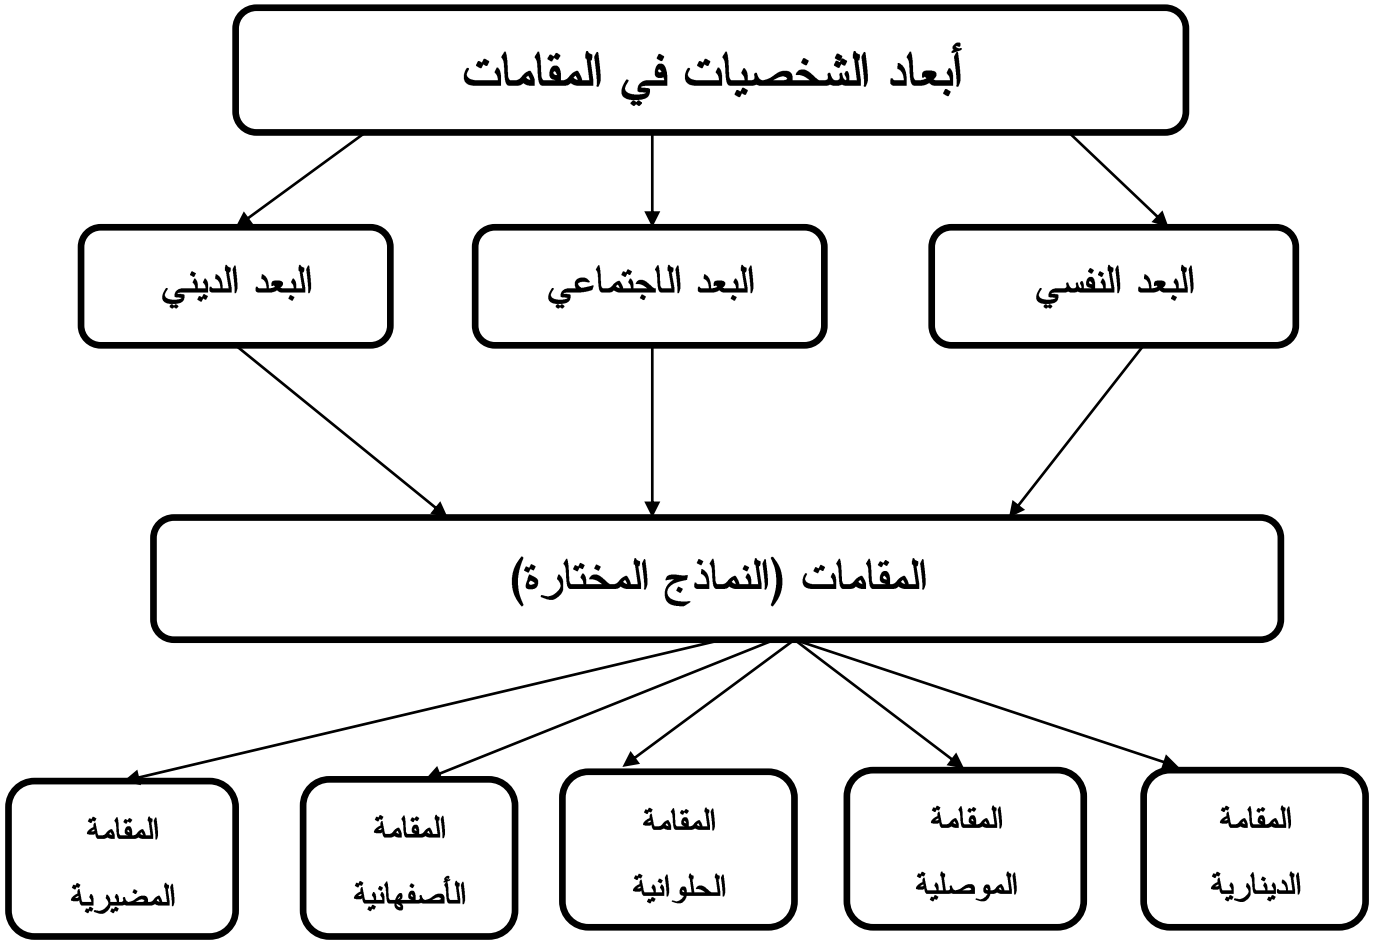 أبعاد الشخصيات في المقامات
البعد النفسي
البعد الاجتماعي
البعد الديني
المقامات (النماذج المختارة)
المقامة
الدينارية
المقامة
الموصلية
المقامة
الحلوانية
المقامة
الأصفهانية
المقامة
المضيرية